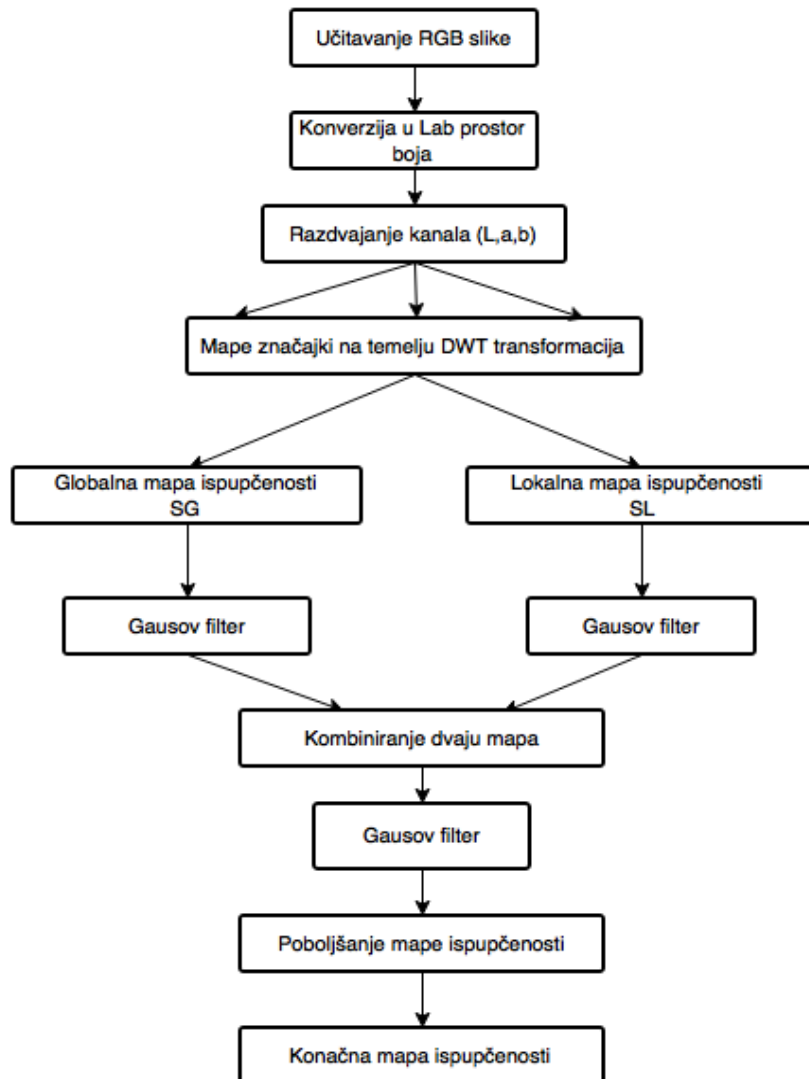 Učitavanje RGB slike
Konverzija u Lab prostor
boja
Razdvajanje kanala (L,a,b)
Mape značajki na temelju DWT transformacija
Globalna mapa ispupčenosti
SG
Lokalna mapa ispupčenosti
SL
Gausov filter
Gausov filter
Kombiniranje dvaju mapa
Gausov filter
Poboljšanje mape ispupčenosti
Konačna mapa ispupčenosti